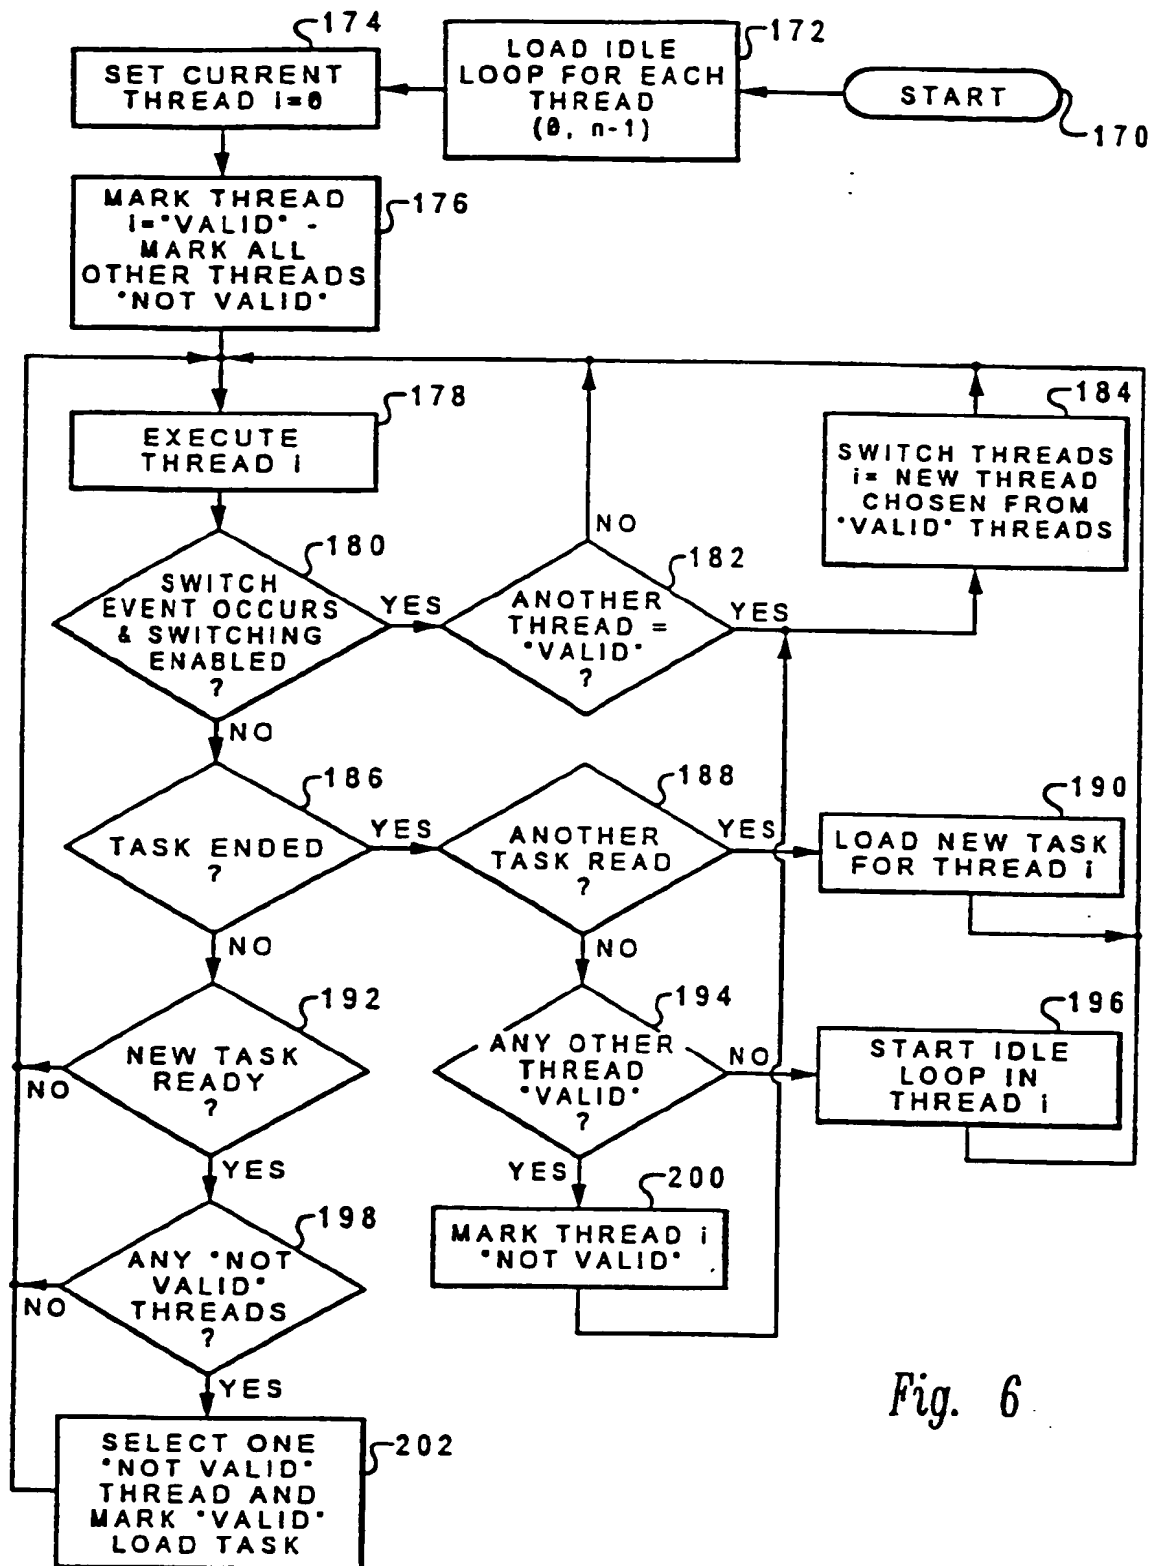 174
SET CURRENT
THREAD i=0
172
LOAD IDLE
LOOP FOR EACH
THREAD
(0, n-1)
START
170
176
MARK THREAD
i="VALID" -
MARK ALL
OTHER THREADS
"NOT VALID"
178
EXECUTE
THREAD i
184
SWITCH THREADS
i= NEW THREAD
CHOSEN FROM
"VALID" THREADS
180
SWITCH
EVENT OCCURS
& SWITCHING
ENABLED
?
YES
NO
182
ANOTHER
THREAD =
"VALID"
?
NO
YES
186
TASK ENDED
?
YES
NO
188
ANOTHER
TASK READ
?
YES
NO
190
LOAD NEW TASK
FOR THREAD i
192
NEW TASK
READY
?
NO
YES
194
ANY OTHER
THREAD
"VALID"
?
NO
YES
196
START IDLE
LOOP IN
THREAD i
198
ANY "NOT
VALID"
THREADS
?
NO
YES
200
MARK THREAD i
"NOT VALID"
202
SELECT ONE
"NOT VALID"
THREAD AND
MARK "VALID"
LOAD TASK
Fig. 6